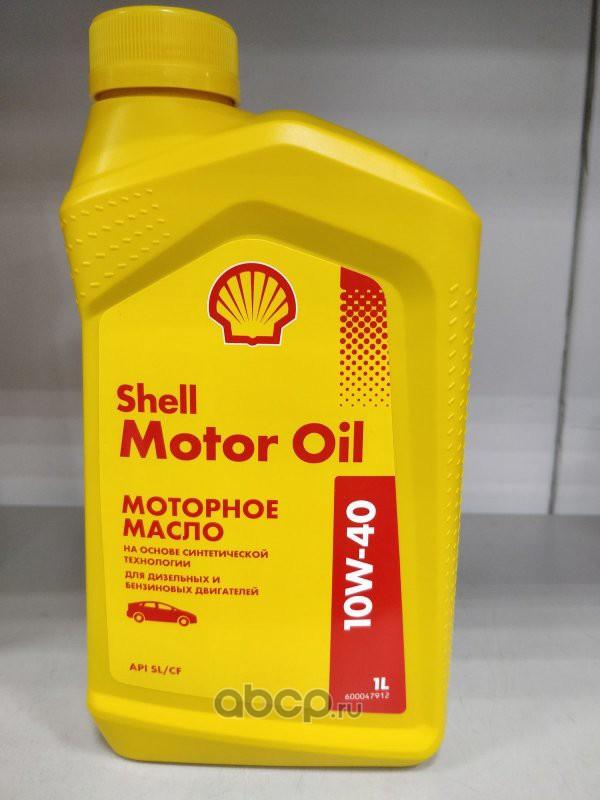 Shell
Motor Oil
МОТОРНОЕ
МАСЛО
НА ОСНОВЕ СИНТЕТИЧЕСКОЙ
ТЕХНОЛОГИИ
ДЛЯ ДИЗЕЛЬНЫХ И
БЕНЗИНОВЫХ ДВИГАТЕЛЕЙ
API SL/CF
10W-40
1L
600047912
abcp.ru